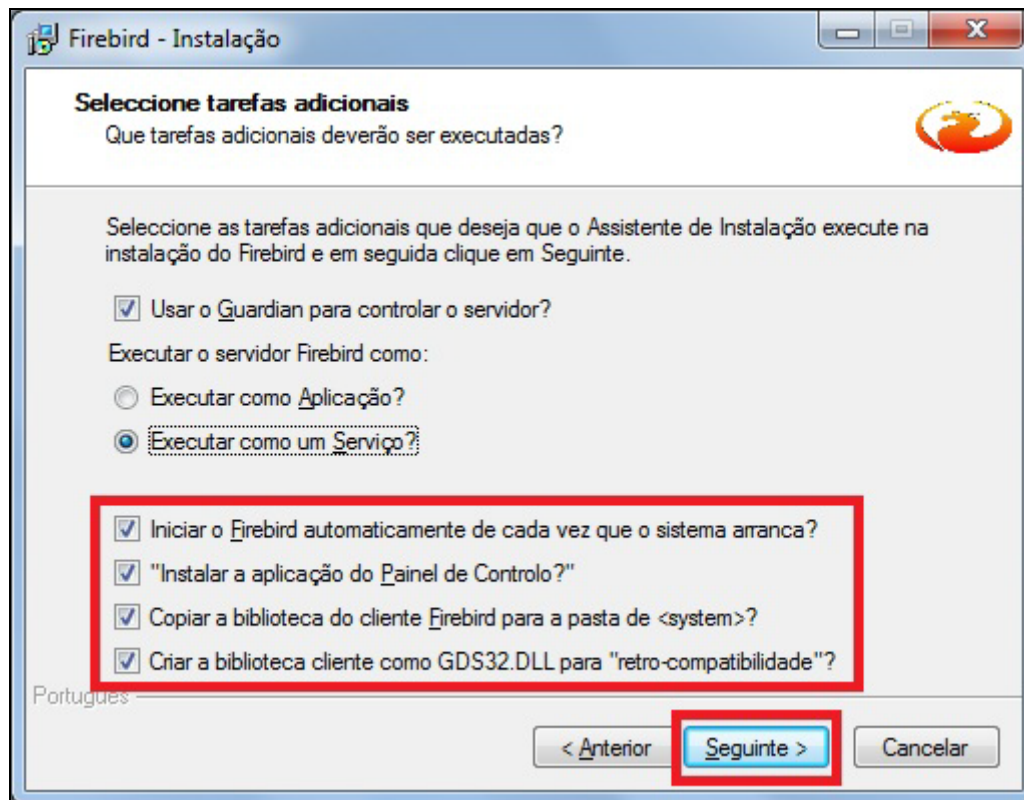 Firebird - Instalação
Seleccione tarefas adicionais
Que tarefas adicionais deverão ser executadas?
Seleccione as tarefas adicionais que deseja que o Assistente de Instalação execute na
instalação do Firebird e em seguida clique em Seguinte.
Usar o Guardian para controlar o servidor?
Executar o servidor Firebird como:
Executar como Aplicação?
Executar como um Serviço?
Iniciar o Firebird automaticamente de cada vez que o sistema arranca?
"Instalar a aplicação do Painel de Controlo?"
Copiar a biblioteca do cliente Firebird para a pasta de <system>?
Criar a biblioteca cliente como GDS32.DLL para "retro-compatibilidade"?
Português
< Anterior Seguinte > Cancelar